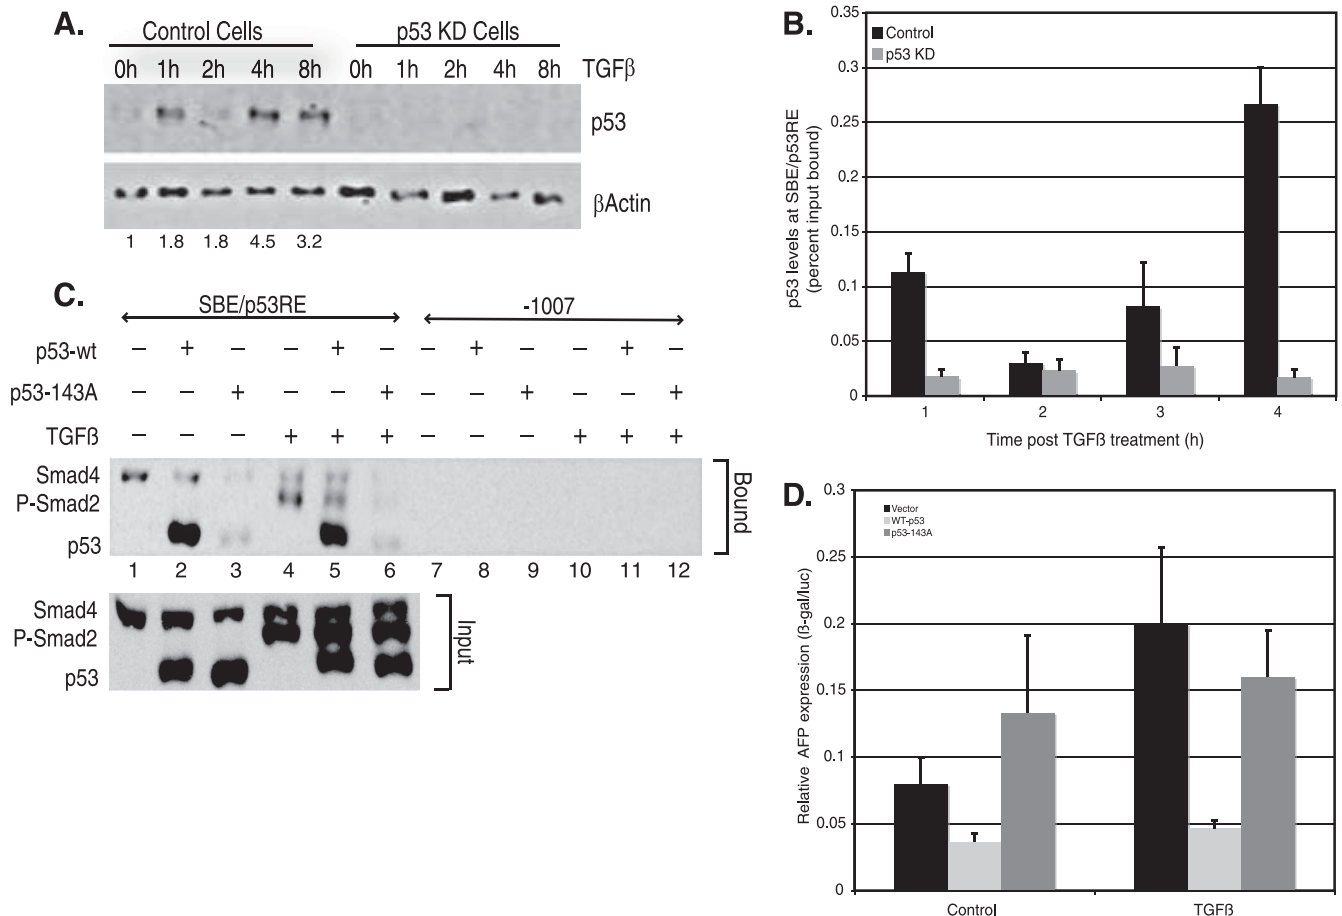 A.
Control Cells p53 KD Cells
0h 1h 2h 4h 8h 0h 1h 2h 4h 8h TGFβ
p53
βActin
1 1.8 1.8 4.5 3.2
B.
0.35
0.3
0.25
0.2
0.15
0.1
0.05
0
Control
p53 KD
p53 levels at SBE/p53RE
(percent input bound)
1 2 3 4
Time post TGFß treatment (h)
C.
SBE/p53RE -1007
p53-wt – + – – + – – + – – + –
p53-143A – – + – – + – – + – – +
TGFß – – – + + + – – – + + +
Smad4
P-Smad2
p53
Bound
1 2 3 4 5 6 7 8 9 10 11 12
Smad4
P-Smad2
p53
Input
D.
0.3
0.25
0.2
0.15
0.1
0.05
0
Vector
WT-p53
p53-143A
Relative AFP expression (ß-gal/luc)
Control TGFß